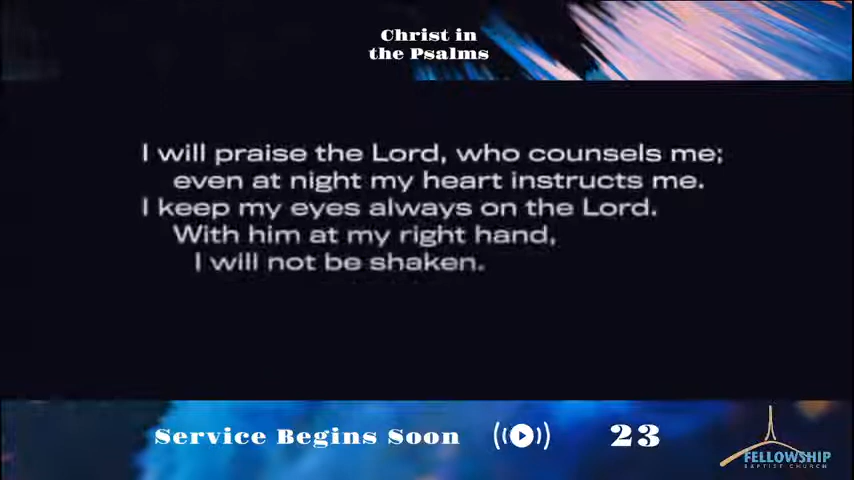 Christ in
the Psalms
I will praise the Lord, who counsels me;
even at night my heart instructs me.
I keep my eyes always on the Lord.
With him at my right hand,
I will not be shaken.
Service Begins Soon
23
FELLOWSHIP
BAPTIST CHURCH